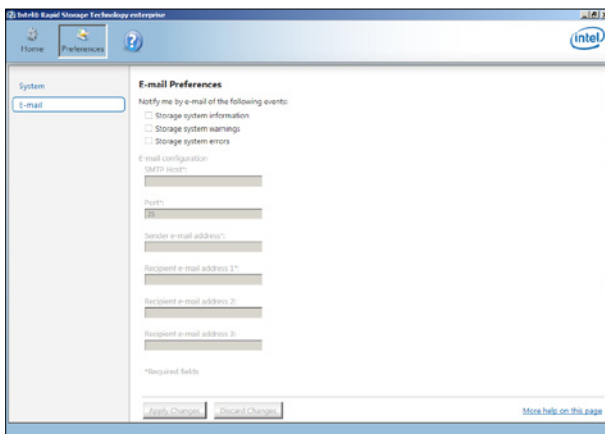 Intel® Rapid Storage Technology enterprise
Home
Preferences
?
intel
System
E-mail
E-mail Preferences
Notify me by e-mail of the following events:
Storage system information
Storage system warnings
Storage system errors
E-mail configuration
SMTP Host*:
Port*:
25
Sender e-mail address*:
Recipient e-mail address 1*:
Recipient e-mail address 2:
Recipient e-mail address 3:
*Required fields
Apply Changes
Discard Changes
More help on this page